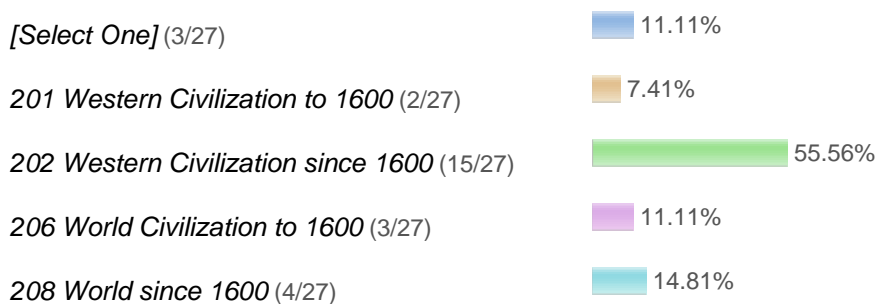 [Select One] (3/27) 11.11%
201 Western Civilization to 1600 (2/27) 7.41%
202 Western Civilization since 1600 (15/27) 55.56%
206 World Civilization to 1600 (3/27) 11.11%
208 World since 1600 (4/27) 14.81%